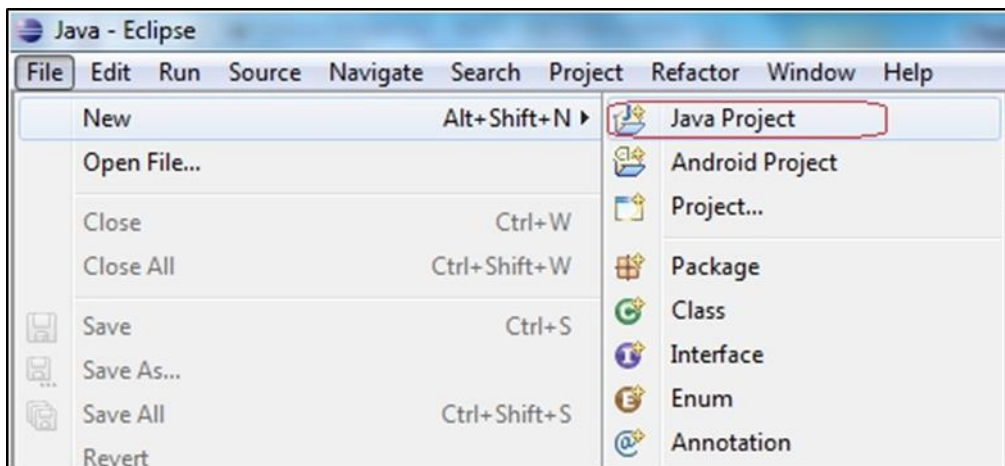 Java - Eclipse
File Edit Run Source Navigate Search Project Refactor Window Help
New Alt+Shift+N
Open File...
Close Ctrl+W
Close All Ctrl+Shift+W
Save Ctrl+S
Save As...
Save All Ctrl+Shift+S
Revert
Java Project
Android Project
Project...
Package
Class
Interface
Enum
Annotation